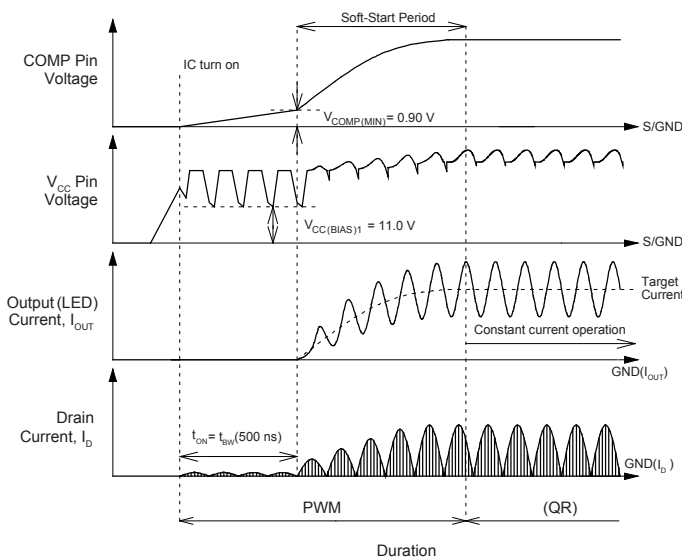 Soft-Start Period
COMP Pin
Voltage
IC turn on
V_COMP(MIN) = 0.90 V
S/GND
V_CC Pin
Voltage
V_CC(BIAS)1 = 11.0 V
S/GND
Output (LED)
Current, I_OUT
Target
Current
Constant current operation
GND(I_OUT)
Drain
Current, I_D
t_ON = t_BW(500 ns)
GND(I_D)
PWM
(QR)
Duration